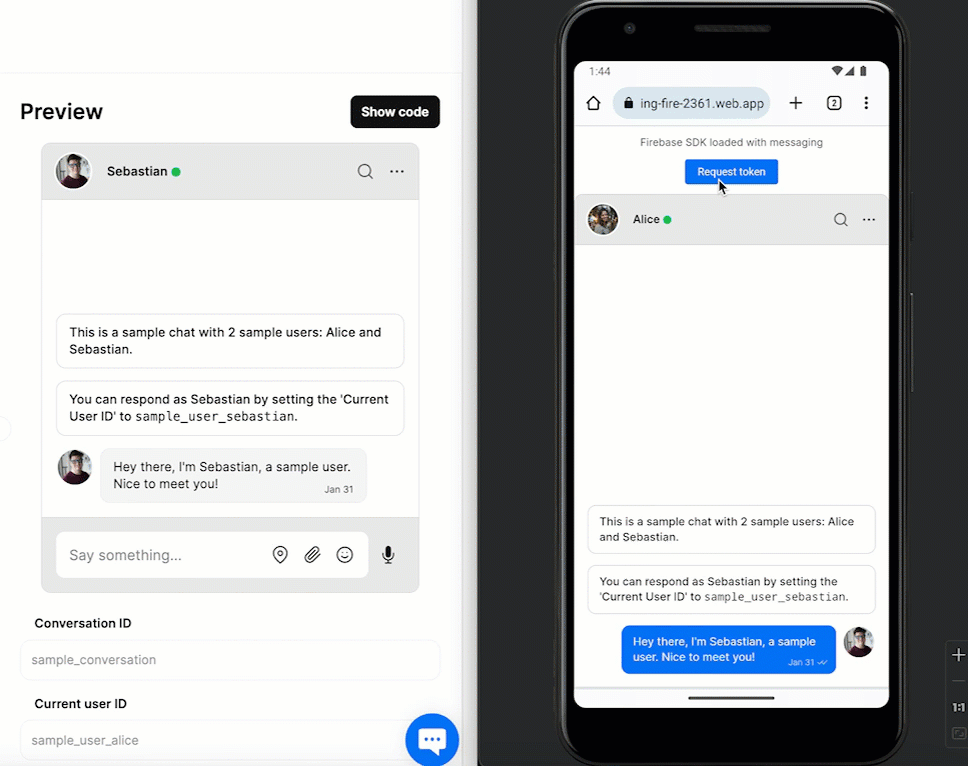 Preview
Show code
Sebastian
This is a sample chat with 2 sample users: Alice and
Sebastian.
You can respond as Sebastian by setting the 'Current
User ID' to sample_user_sebastian.
Hey there, I'm Sebastian, a sample user.
Nice to meet you!
Jan 31
Say something...
Conversation ID
sample_conversation
Current user ID
sample_user_alice
1:44
ing-fire-2361.web.app
2
Firebase SDK loaded with messaging
Request token
Alice
This is a sample chat with 2 sample users: Alice
and Sebastian.
You can respond as Sebastian by setting the
'Current User ID' to sample_user_sebastian.
Hey there, I'm Sebastian, a sample
user. Nice to meet you!
Jan 31
1:1